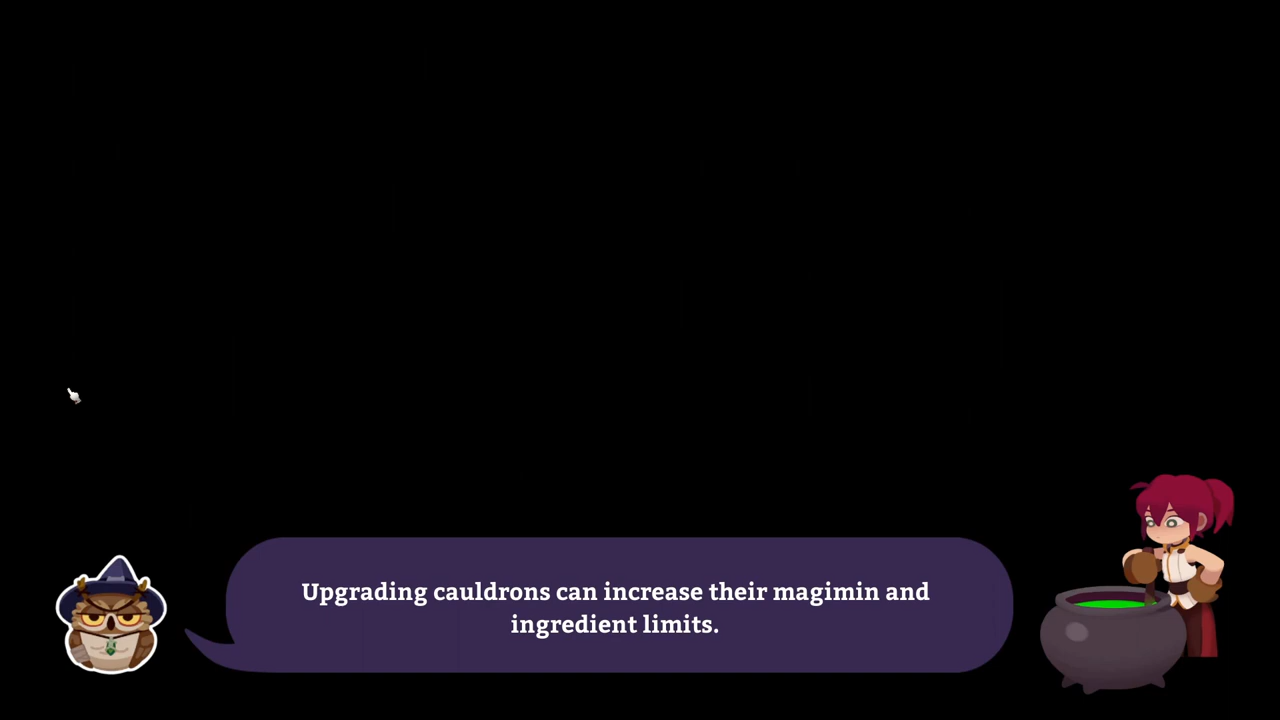 Upgrading cauldrons can increase their magimin and
ingredient limits.